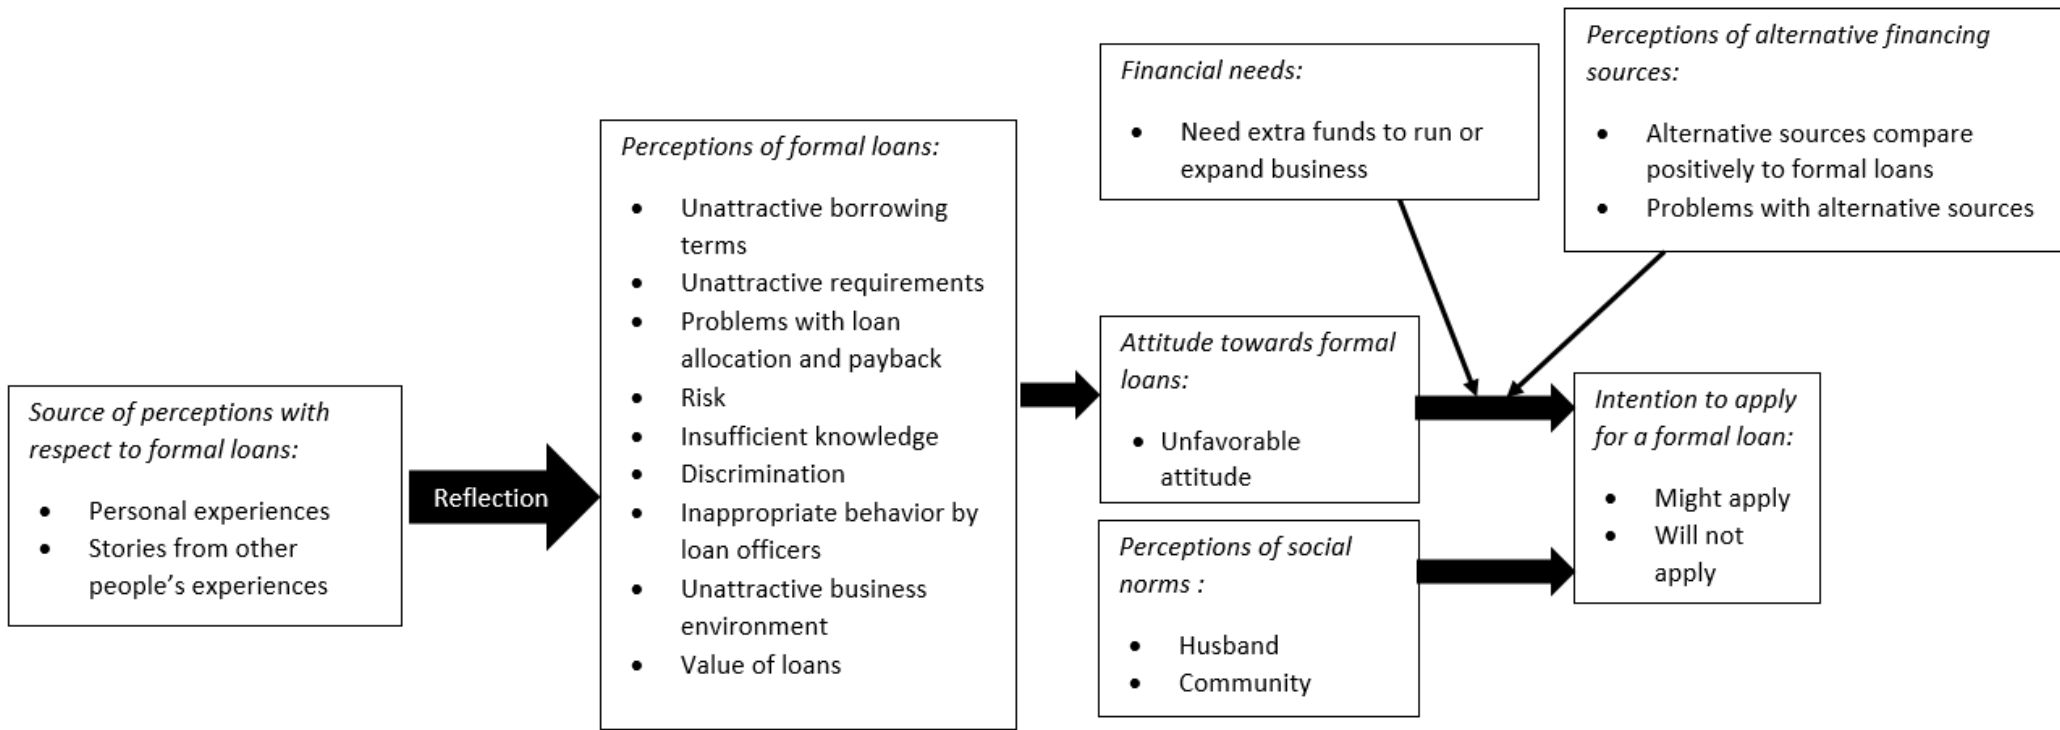 Source of perceptions with
respect to formal loans:
• Personal experiences
• Stories from other
people’s experiences
Reflection
Perceptions of formal loans:
• Unattractive borrowing
terms
• Unattractive requirements
• Problems with loan
allocation and payback
• Risk
• Insufficient knowledge
• Discrimination
• Inappropriate behavior by
loan officers
• Unattractive business
environment
• Value of loans
Financial needs:
• Need extra funds to run or
expand business
Perceptions of alternative financing
sources:
• Alternative sources compare
positively to formal loans
• Problems with alternative sources
Attitude towards formal
loans:
• Unfavorable
attitude
Perceptions of social
norms :
• Husband
• Community
Intention to apply
for a formal loan:
• Might apply
• Will not
apply